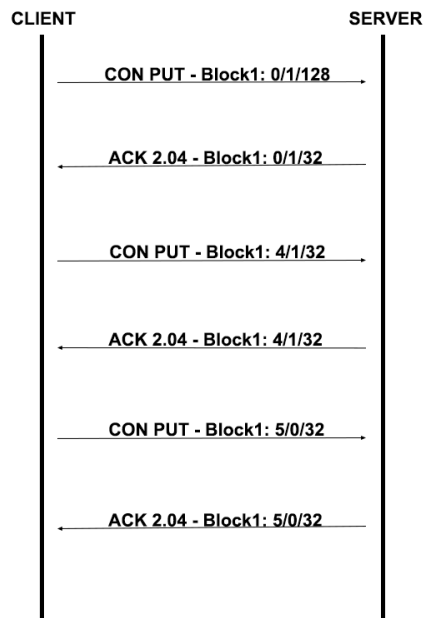 CLIENT SERVER
CON PUT - Block1: 0/1/128
ACK 2.04 - Block1: 0/1/32
CON PUT - Block1: 4/1/32
ACK 2.04 - Block1: 4/1/32
CON PUT - Block1: 5/0/32
ACK 2.04 - Block1: 5/0/32